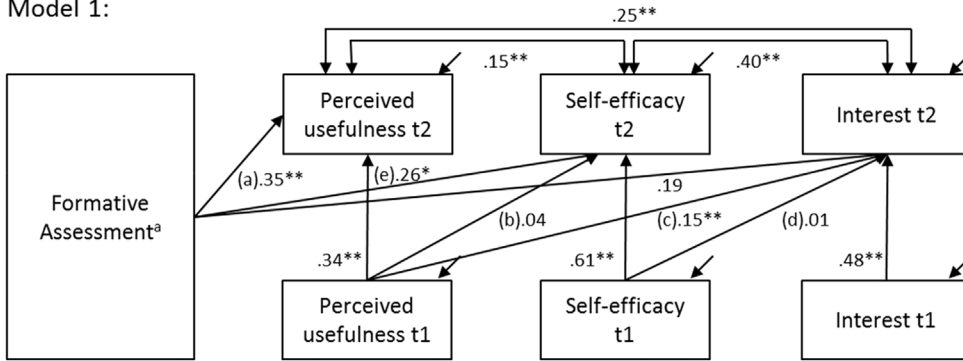 Model 1:
.25**
.15**
.40**
Perceived
usefulness t2
Self-efficacy
t2
Interest t2
Formative
Assessmentᵃ
(a).35**
(e).26*
.19
(b).04
(c).15**
(d).01
.34**
.61**
.48**
Perceived
usefulness t1
Self-efficacy
t1
Interest t1